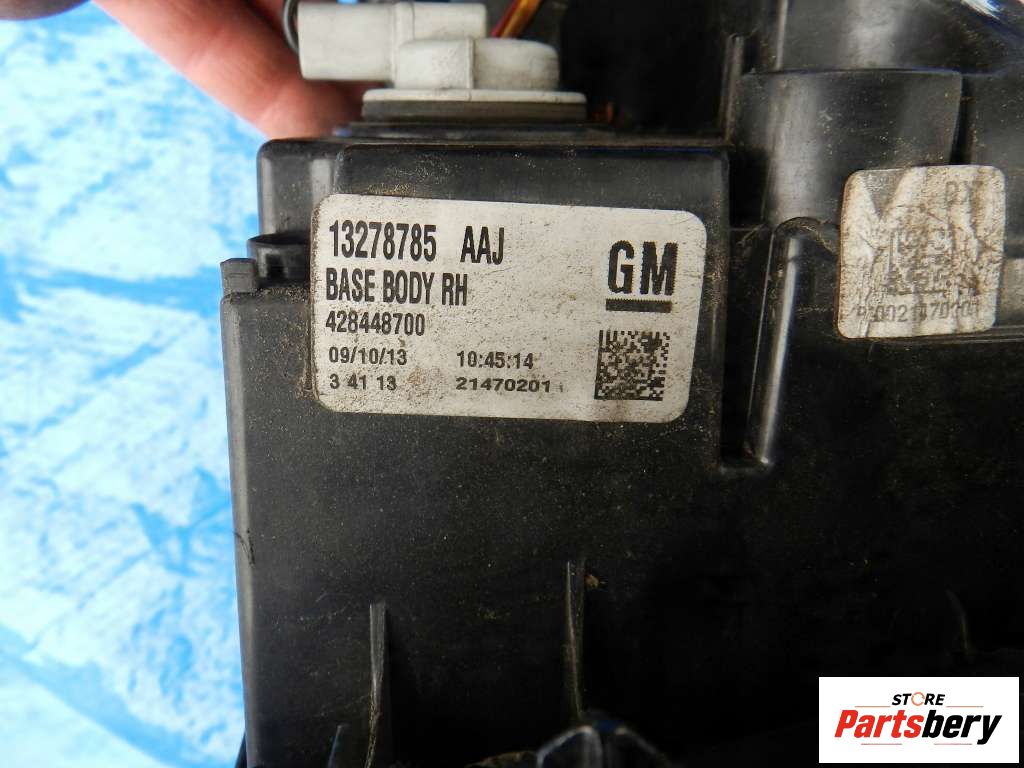 13278785 AAJ
BASE BODY RH
428448700
09/10/13 10:45:14
3 41 13 21470201
GM
STORE
Partsbery